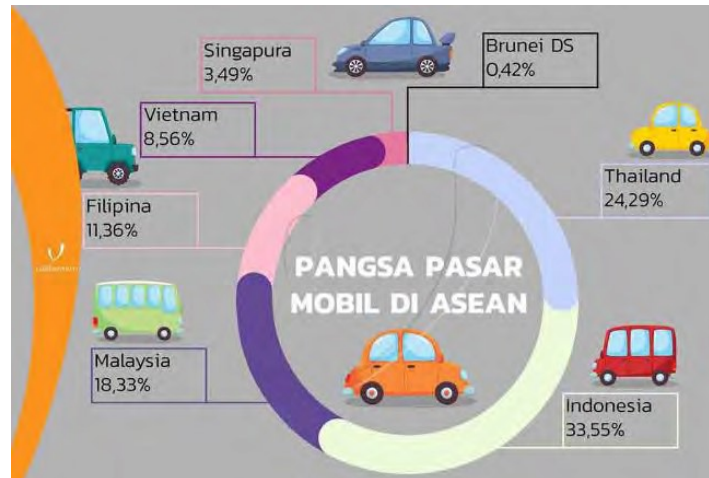 Singapura
3,49%
Brunei DS
0,42%
Vietnam
8,56%
Thailand
24,29%
Filipina
11,36%
PANGSA PASAR
MOBIL DI ASEAN
Malaysia
18,33%
Indonesia
33,55%